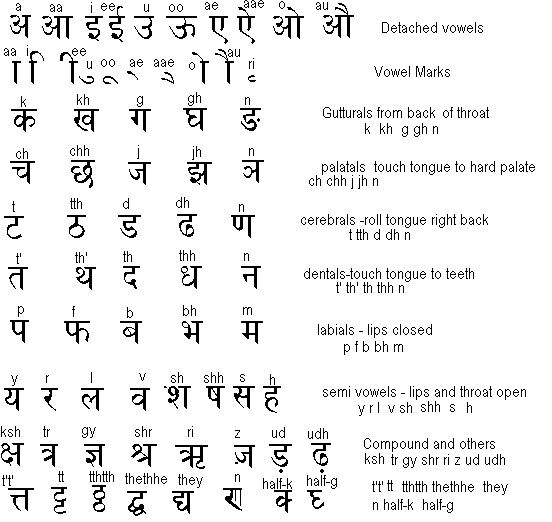 a aa i ee u oo ae aae o au
अ आ इ ई उ ऊ ए ऐ ओ औ Detached vowels
aa i ee u oo ae aae o au ri
ा ि ी ु ू े ै ो ौ ृ Vowel Marks
k kh g gh n
क ख ग घ ङ Gutturals from back of throat
k kh g gh n
ch chh j jh n
च छ ज झ ञ palatals touch tongue to hard palate
ch chh j jh n
t tth d dh n
ट ठ ड ढ ण cerebrals -roll tongue right back
t tth d dh n
t' th' th thh n
त थ द ध न dentals-touch tongue to teeth
t' th' th thh n
p f b bh m
प फ ब भ म labials - lips closed
p f b bh m
y r l v sh shh s h
य र ल व श ष स ह semi vowels - lips and throat open
y r l v sh shh s h
ksh tr gy shr ri z ud udh
क्ष त्र ज्ञ श्र ऋ ज़ ड़ ढ़ Compound and others
ksh tr gy shr ri z ud udh
t't' tt tthtth thethhe they n half-k half-g
त्त ट्ट ठ्ठ द्ध द्य t't' tt tthtth thethhe they
n half-k half-g